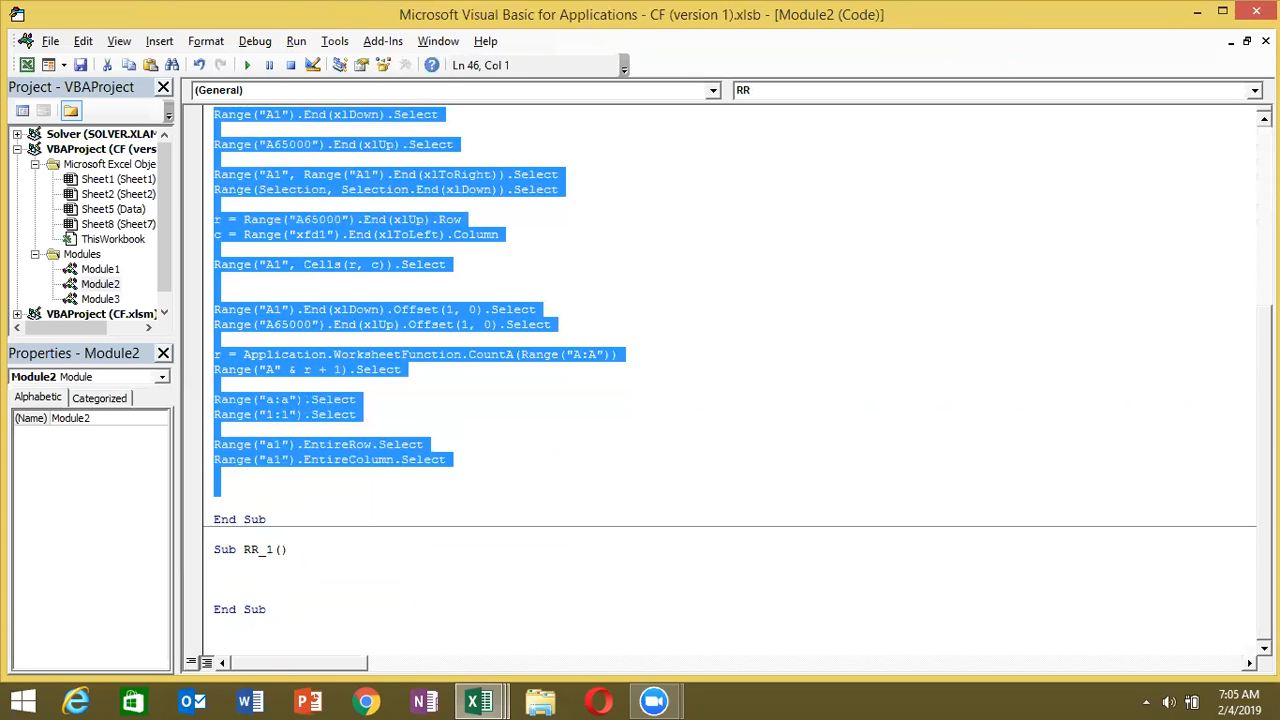 Microsoft Visual Basic for Applications - CF (version 1).xlsb - [Module2 (Code)]
File Edit View Insert Format Debug Run Tools Add-Ins Window Help
Ln 46, Col 1
Project - VBAProject
(General)
RR
Solver (SOLVER.XLAM
VBAProject (CF (vers
Microsoft Excel Obje
Sheet1 (Sheet1)
Sheet2 (Sheet2)
Sheet5 (Data)
Sheet8 (Sheet7)
ThisWorkbook
Modules
Module1
Module2
Module3
VBAProject (CF.xlsm)
Properties - Module2
Module2 Module
Alphabetic Categorized
(Name) Module2
Range("A1").End(xlDown).Select
Range("A65000").End(xlUp).Select
Range("A1", Range("A1").End(xlToRight)).Select
Range(Selection, Selection.End(xlDown)).Select
r = Range("A65000").End(xlUp).Row
c = Range("xfd1").End(xlToLeft).Column
Range("A1", Cells(r, c)).Select
Range("A1").End(xlDown).Offset(1, 0).Select
Range("A65000").End(xlUp).Offset(1, 0).Select
r = Application.WorksheetFunction.CountA(Range("A:A"))
Range("A" & r + 1).Select
Range("a:a").Select
Range("1:1").Select
Range("a1").EntireRow.Select
Range("a1").EntireColumn.Select
End Sub
Sub RR_1()
End Sub
7:05 AM
2/4/2019